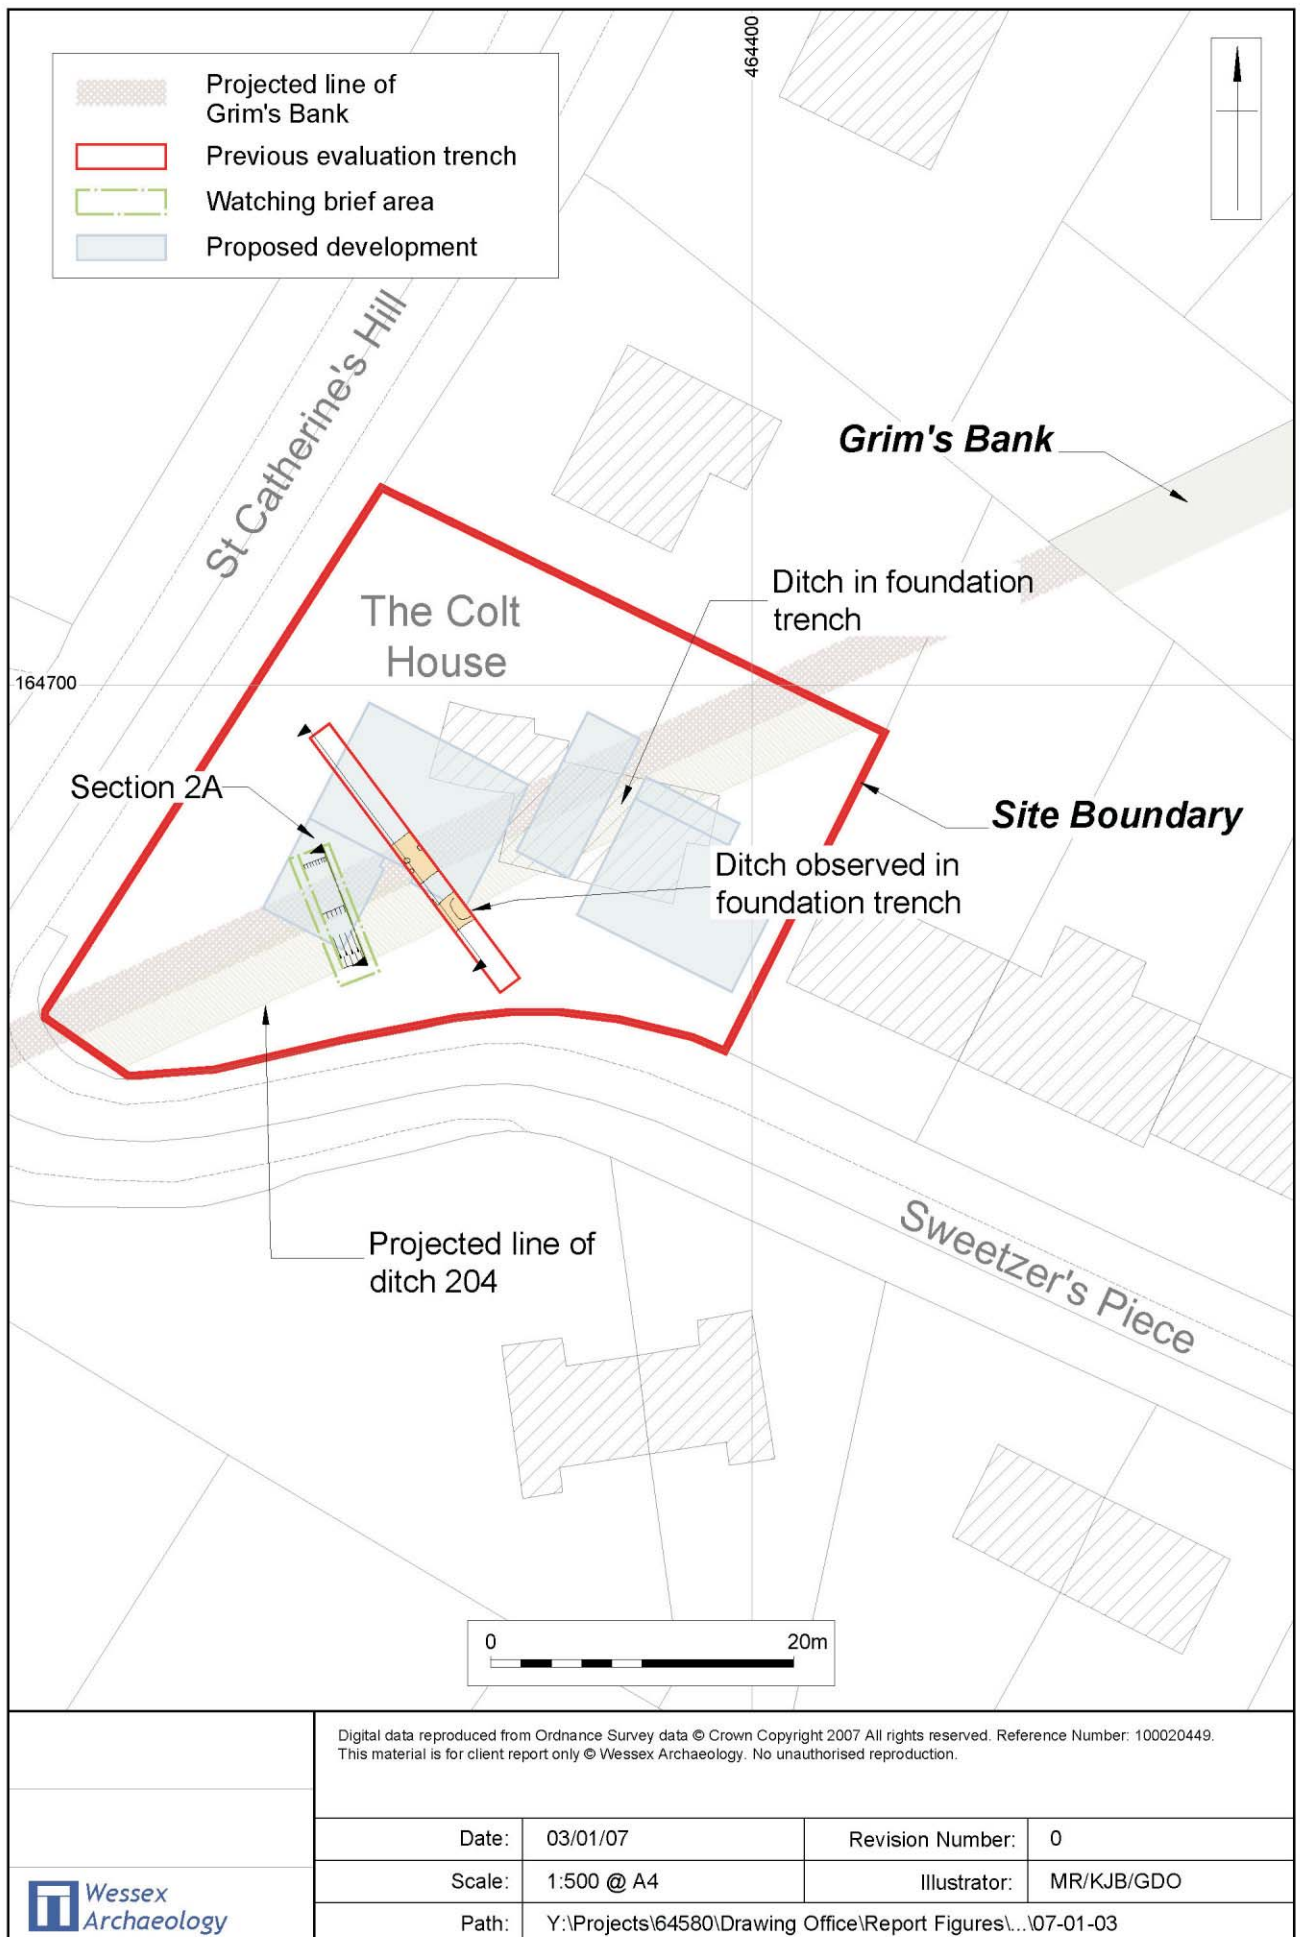 464400
Projected line of
Grim's Bank
Previous evaluation trench
Watching brief area
Proposed development
St Catherine's Hill
Grim's Bank
Ditch in foundation
trench
The Colt
House
164700
Section 2A
Site Boundary
Ditch observed in
foundation trench
Projected line of
ditch 204
Sweetzer's Piece
0 20m
Digital data reproduced from Ordnance Survey data © Crown Copyright 2007 All rights reserved. Reference Number: 100020449.
This material is for client report only © Wessex Archaeology. No unauthorised reproduction.
Date: 03/01/07 Revision Number: 0
Scale: 1:500 @ A4 Illustrator: MR/KJB/GDO
Path: Y:\Projects\64580\Drawing Office\Report Figures\...\07-01-03
Wessex
Archaeology